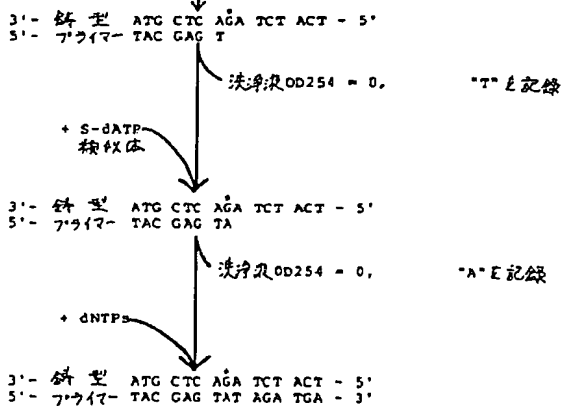 3'- 鋳型 ATG CTC AGA TCT ACT - 5'
5'- プライマー TAC GAG T
洗浄液OD254 = 0, "T"を記録
+ S-dATP
類似体
3'- 鋳型 ATG CTC AGA TCT ACT - 5'
5'- プライマー TAC GAG TA
洗浄液OD254 = 0, "A"を記録
+ dNTPs
3'- 鋳型 ATG CTC AGA TCT ACT - 5'
5'- プライマー TAC GAG TAT AGA TGA - 3'